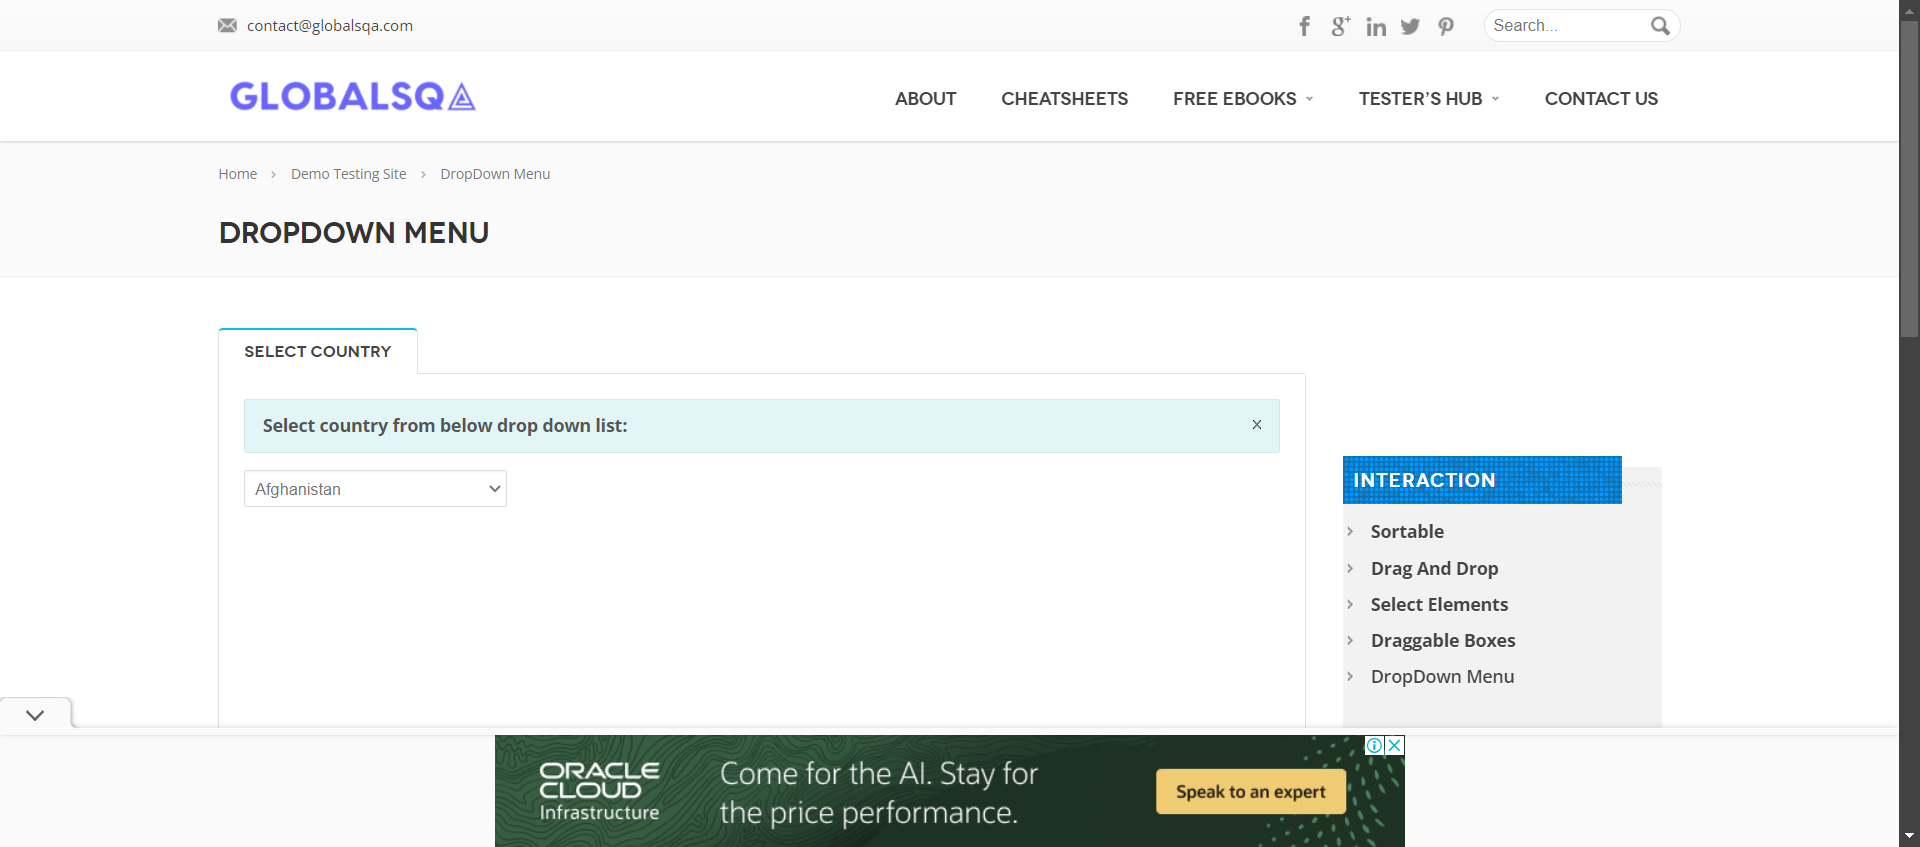 contact@globalsqa.com
Search...
GLOBALSQA
ABOUT
CHEATSHEETS
FREE EBOOKS
TESTER'S HUB
CONTACT US
Home
Demo Testing Site
DropDown Menu
DROPDOWN MENU
SELECT COUNTRY
Select country from below drop down list:
x
Afghanistan
INTERACTION
Sortable
Drag And Drop
Select Elements
Draggable Boxes
DropDown Menu
ORACLE
CLOUD
Infrastructure
Come for the AI. Stay for
the price performance.
Speak to an expert